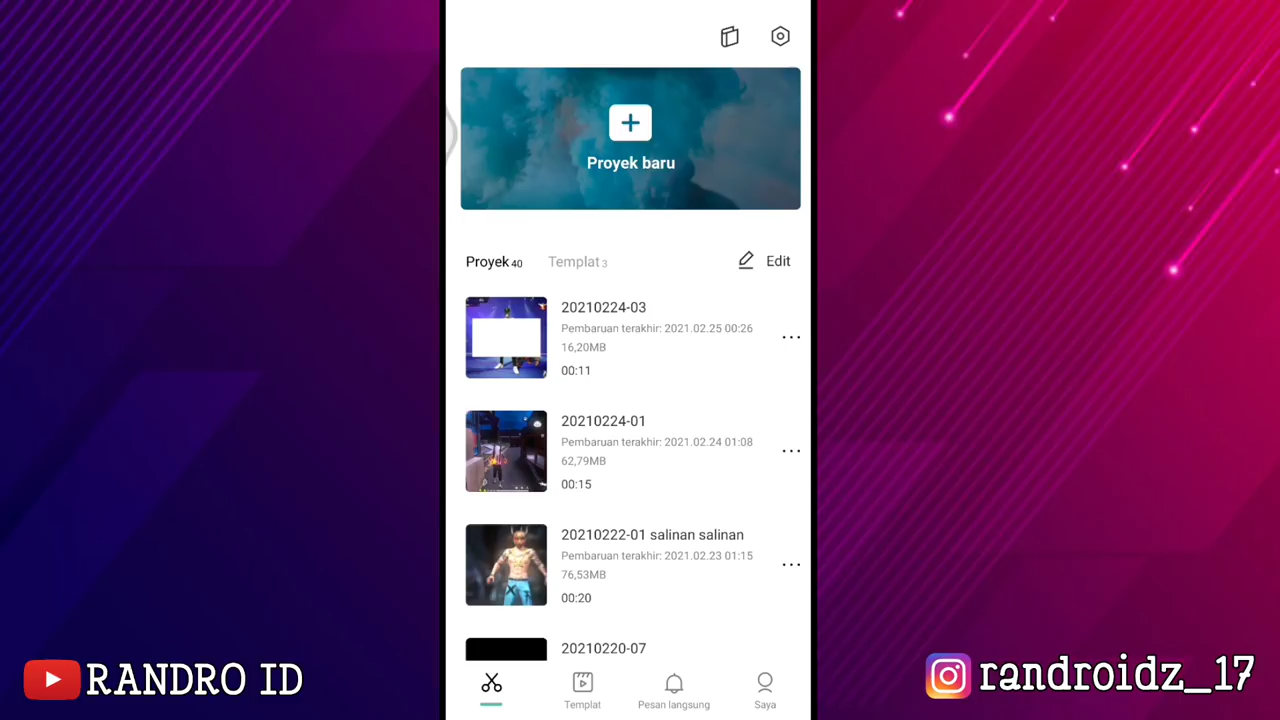 Proyek baru
Proyek 40
Templat 3
Edit
20210224-03
Pembaruan terakhir: 2021.02.25 00:26
16,20MB
00:11
20210224-01
Pembaruan terakhir: 2021.02.24 01:08
62,79MB
00:15
20210222-01 salinan salinan
Pembaruan terakhir: 2021.02.23 01:15
76,53MB
00:20
20210220-07
Templat
Pesan langsung
Saya
RANDRO ID
randroidz_17